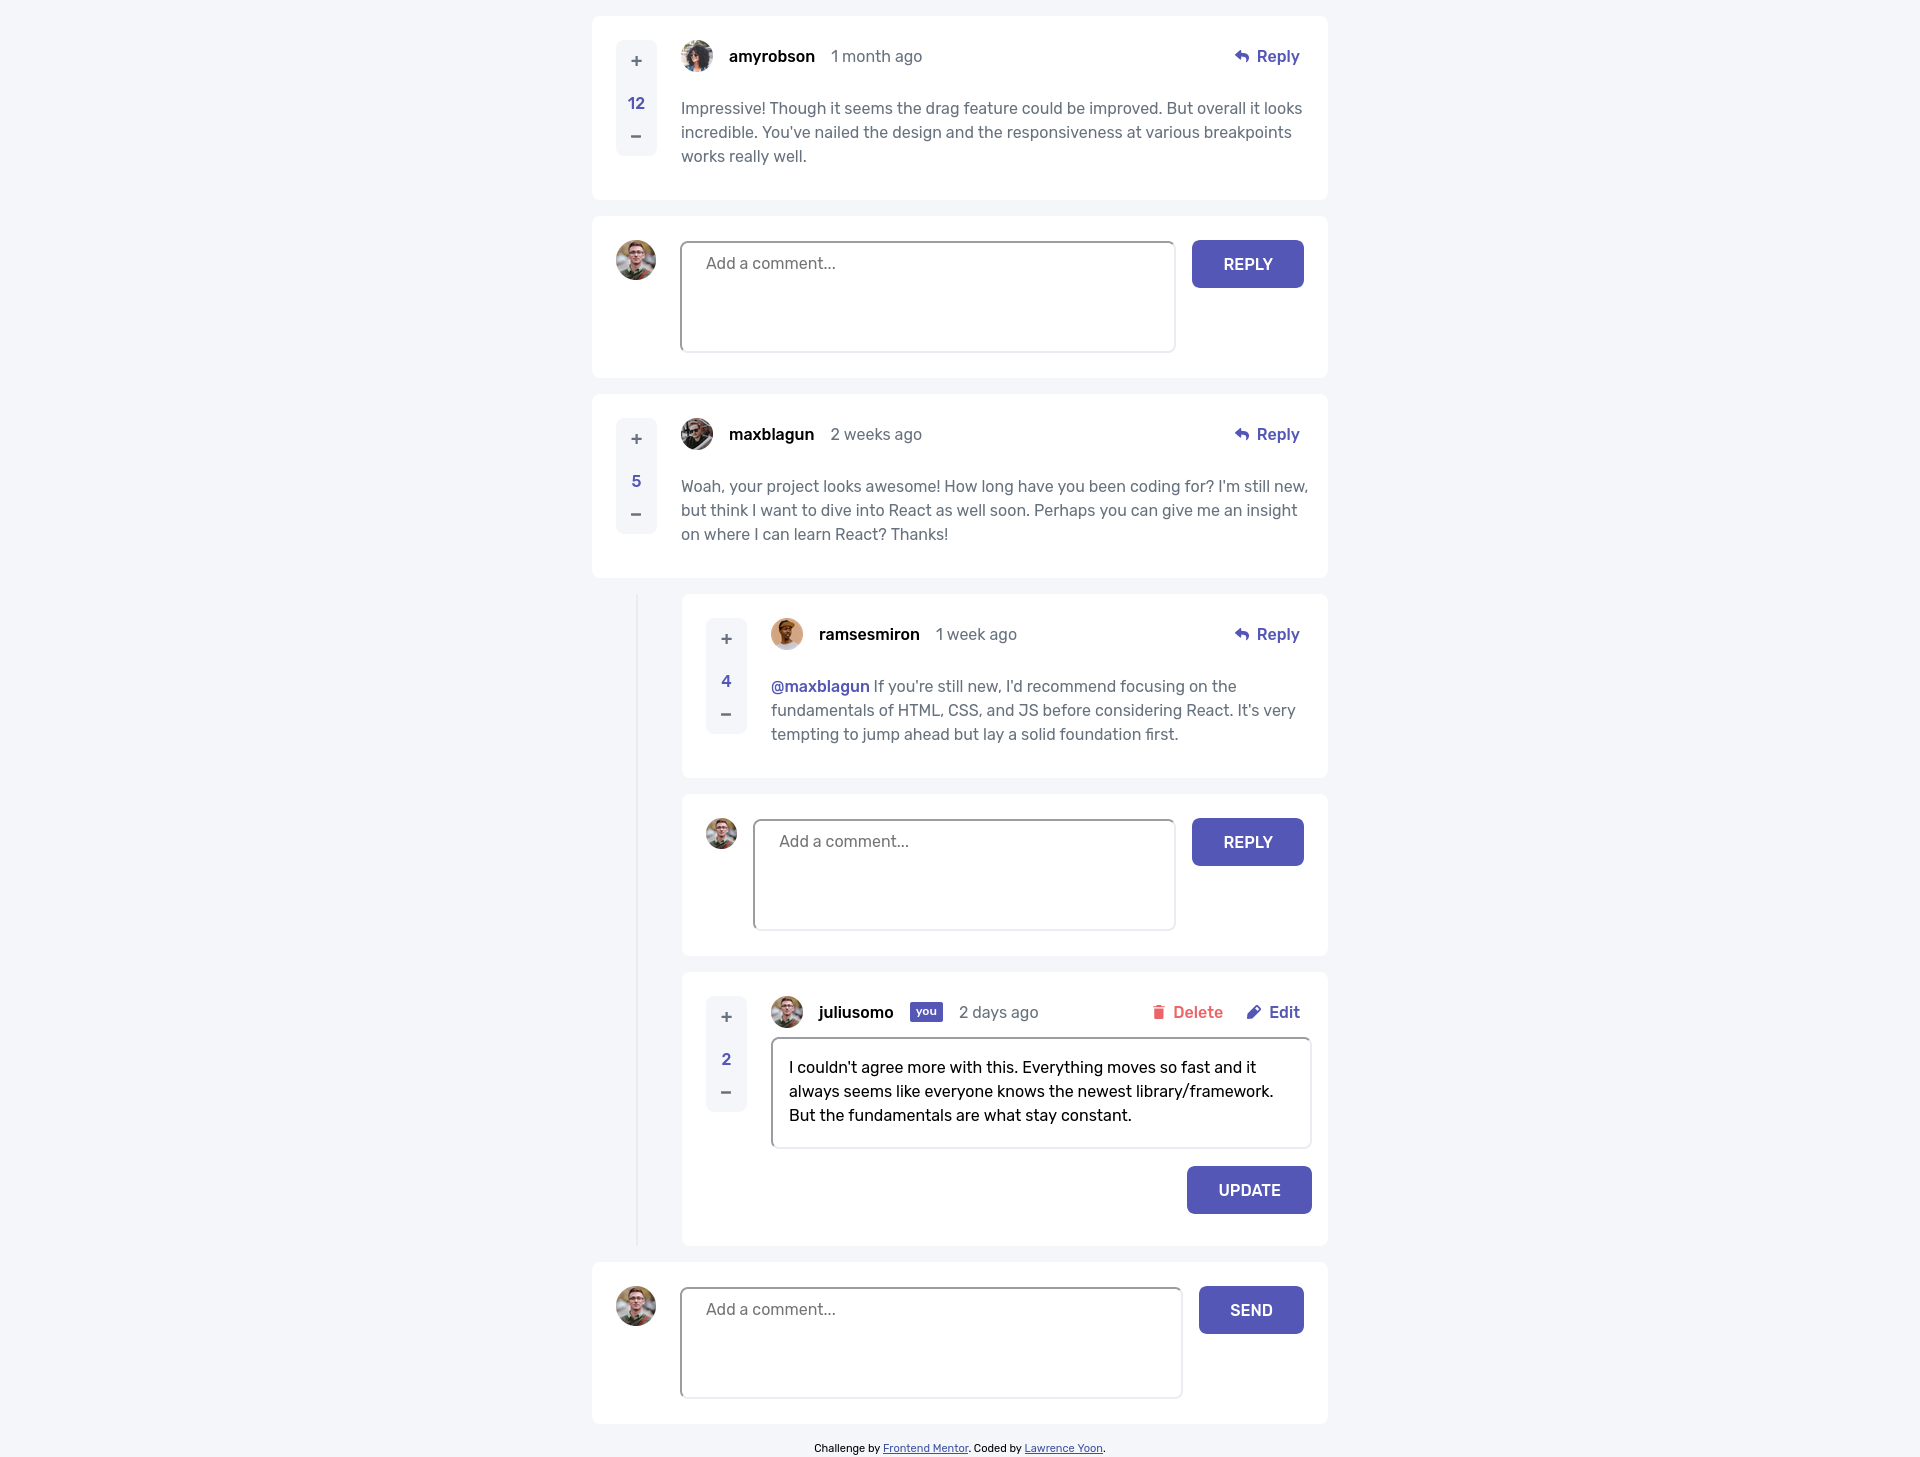 +
12
−
amyrobson 1 month ago Reply
Impressive! Though it seems the drag feature could be improved. But overall it looks
incredible. You've nailed the design and the responsiveness at various breakpoints
works really well.
Add a comment...
REPLY
+
5
−
maxblagun 2 weeks ago Reply
Woah, your project looks awesome! How long have you been coding for? I'm still new,
but think I want to dive into React as well soon. Perhaps you can give me an insight
on where I can learn React? Thanks!
+
4
−
ramsesmiron 1 week ago Reply
@maxblagun If you're still new, I'd recommend focusing on the
fundamentals of HTML, CSS, and JS before considering React. It's very
tempting to jump ahead but lay a solid foundation first.
Add a comment...
REPLY
+
2
−
juliusomo you 2 days ago Delete Edit
I couldn't agree more with this. Everything moves so fast and it
always seems like everyone knows the newest library/framework.
But the fundamentals are what stay constant.
UPDATE
Add a comment...
SEND
Challenge by Frontend Mentor. Coded by Lawrence Yoon.